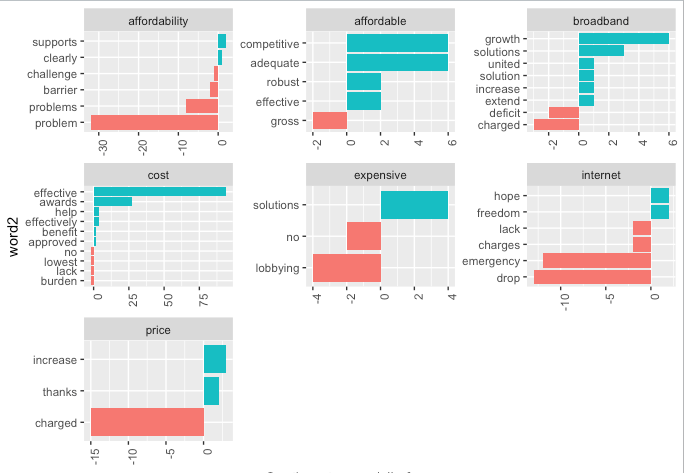 affordability
supports
clearly
challenge
barrier
problems
problem
-30
-20
-10
0
affordable
competitive
adequate
robust
effective
gross
-2
0
2
4
6
broadband
growth
solutions
united
solution
increase
extend
deficit
charged
-2
0
2
4
6
word2
cost
effective
awards
help
effectively
benefit
approved
no
lowest
lack
burden
0
25
50
75
expensive
solutions
no
lobbying
-4
-2
0
2
4
internet
hope
freedom
lack
charges
emergency
drop
-10
-5
0
price
increase
thanks
charged
-15
-10
-5
0